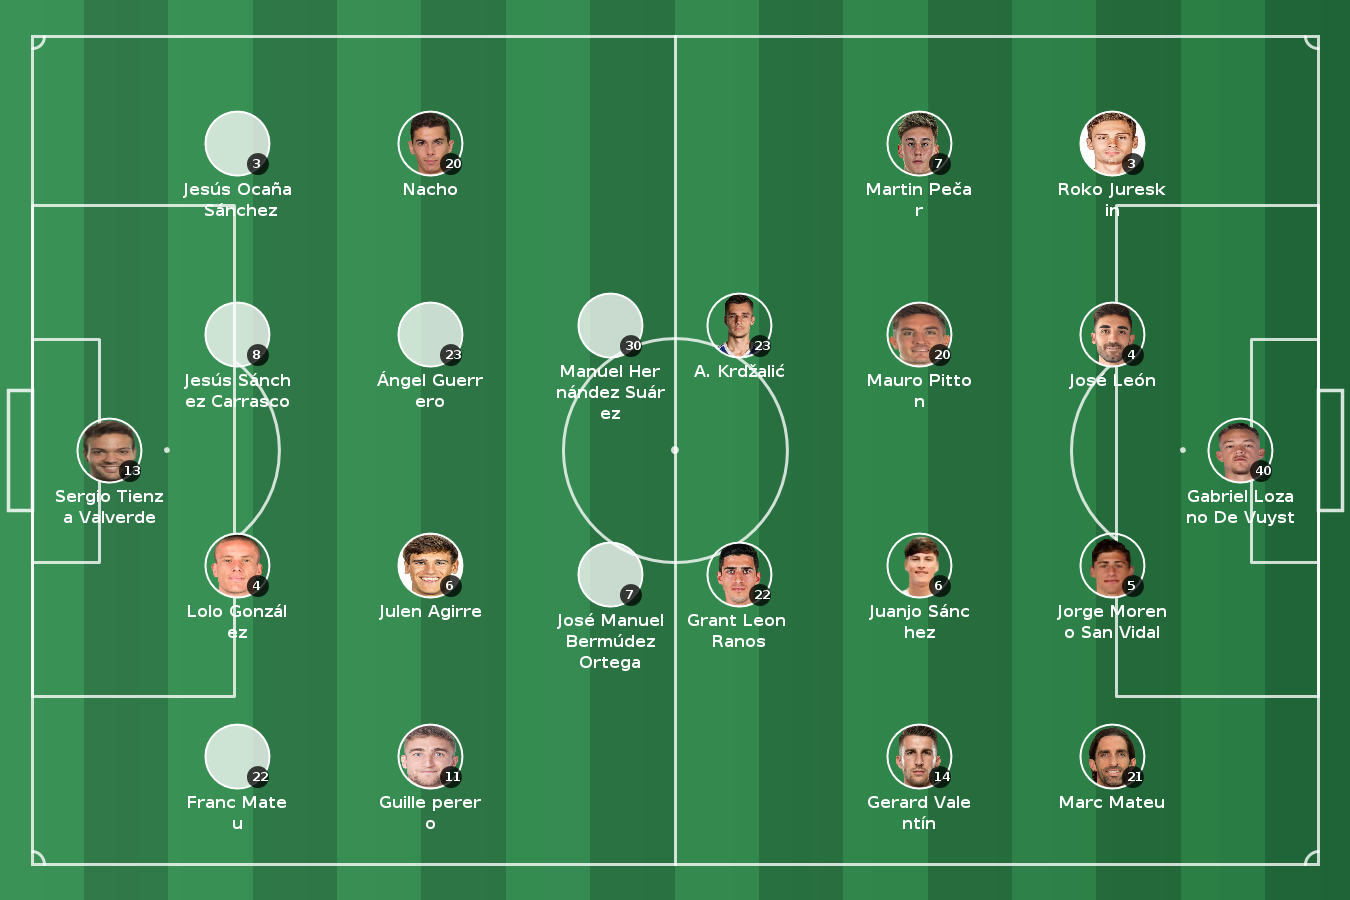 3
Jesús Ocaña
Sánchez
20
Nacho
7
Martin Peča
r
3
Roko Juresk
in
8
Jesús Sánch
ez Carrasco
23
Ángel Guerr
ero
30
Manuel Her
nández Suár
ez
23
A. Krdžalić
20
Mauro Pitto
n
4
José León
13
Sergio Tienz
a Valverde
40
Gabriel Loza
no De Vuyst
4
Lolo Gonzál
ez
6
Julen Agirre
7
José Manuel
Bermúdez
Ortega
22
Grant Leon
Ranos
6
Juanjo Sánc
hez
5
Jorge Moren
o San Vidal
22
Franc Mate
u
11
Guille perer
o
14
Gerard Vale
ntín
21
Marc Mateu